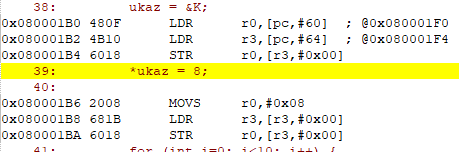 38:      ukaz = &K;
0x080001B0 480F      LDR      r0,[pc,#60]  ; @0x080001F0
0x080001B2 4B10      LDR      r3,[pc,#64]  ; @0x080001F4
0x080001B4 6018      STR      r0,[r3,#0x00]
39:      *ukaz = 8;
40:
0x080001B6 2008      MOVS     r0,#0x08
0x080001B8 681B      LDR      r3,[r3,#0x00]
0x080001BA 6018      STR      r0,[r3,#0x00]
41:      for (int i=0; i<10; i++) {